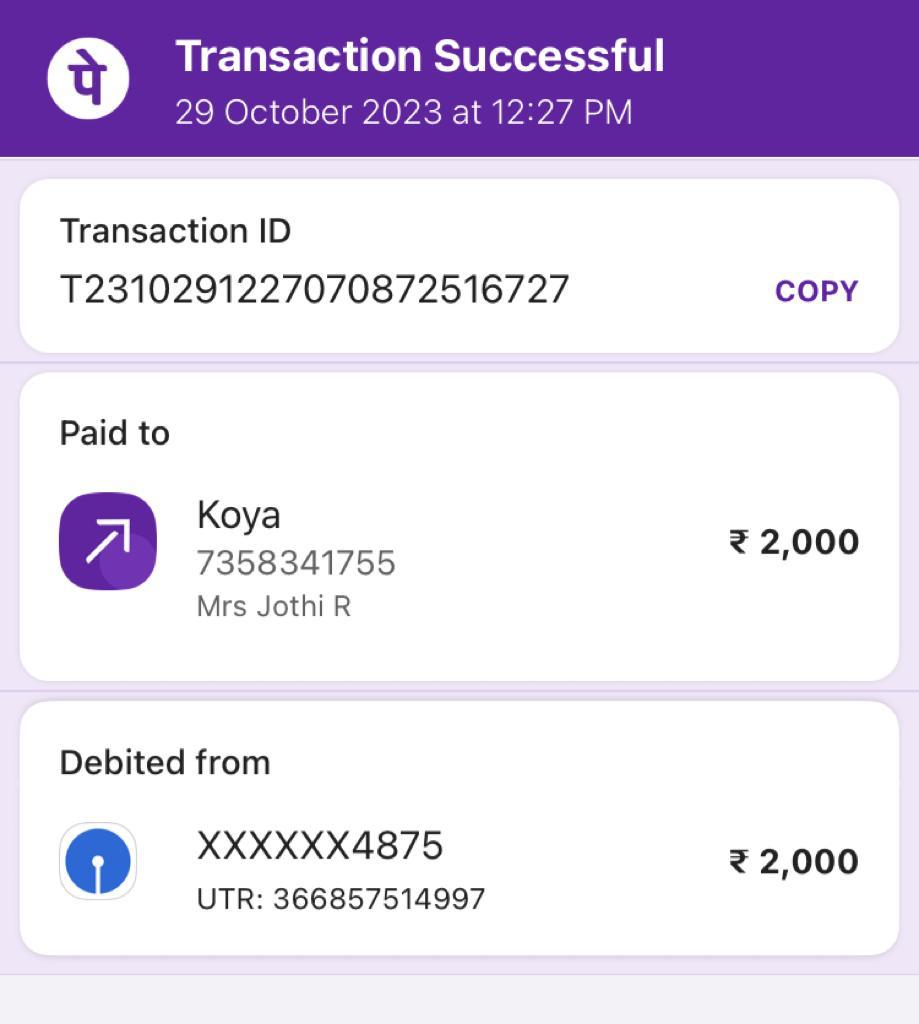 पे
Transaction Successful
29 October 2023 at 12:27 PM
Transaction ID
T2310291227070872516727
COPY
Paid to
Koya
7358341755
Mrs Jothi R
₹ 2,000
Debited from
XXXXXX4875
₹ 2,000
UTR: 366857514997